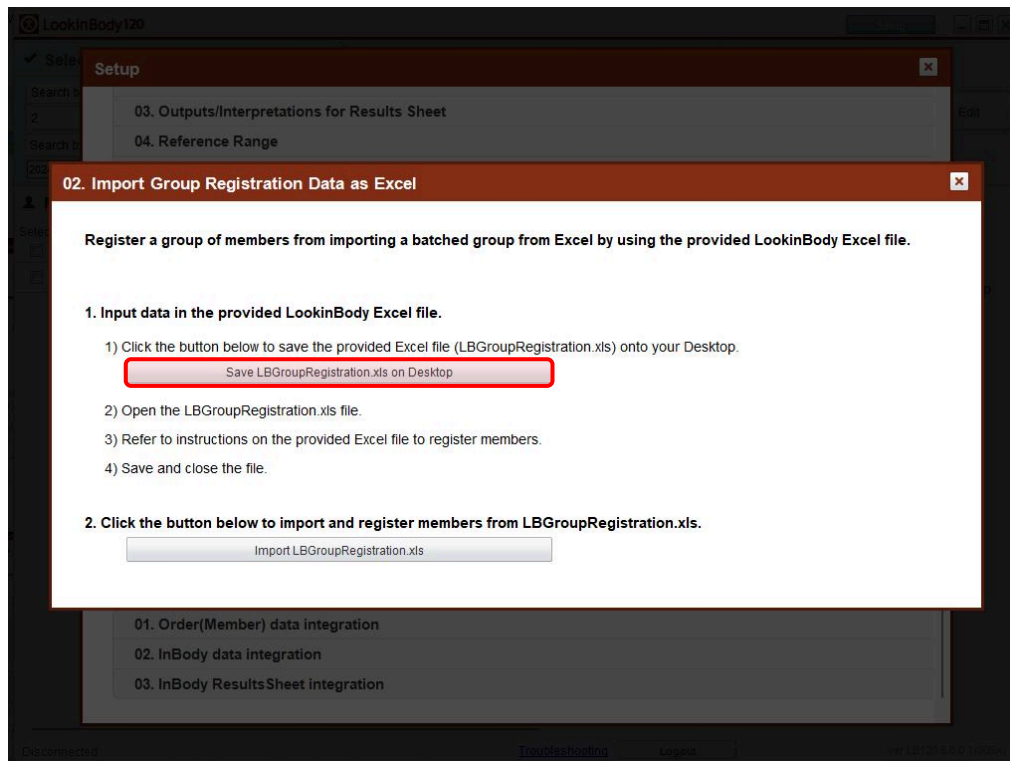 LookinBody120
Setup
Search b
2
03. Outputs/Interpretations for Results Sheet
Edit
Search b
04. Reference Range
202
02. Import Group Registration Data as Excel
Register a group of members from importing a batched group from Excel by using the provided LookinBody Excel file.
1. Input data in the provided LookinBody Excel file.
1) Click the button below to save the provided Excel file (LBGroupRegistration.xls) onto your Desktop.
Save LBGroupRegistration.xls on Desktop
2) Open the LBGroupRegistration.xls file.
3) Refer to instructions on the provided Excel file to register members.
4) Save and close the file.
2. Click the button below to import and register members from LBGroupRegistration.xls.
Import LBGroupRegistration.xls
01. Order(Member) data integration
02. InBody data integration
03. InBody ResultsSheet integration
Disconnected
Troubleshooting
Logout